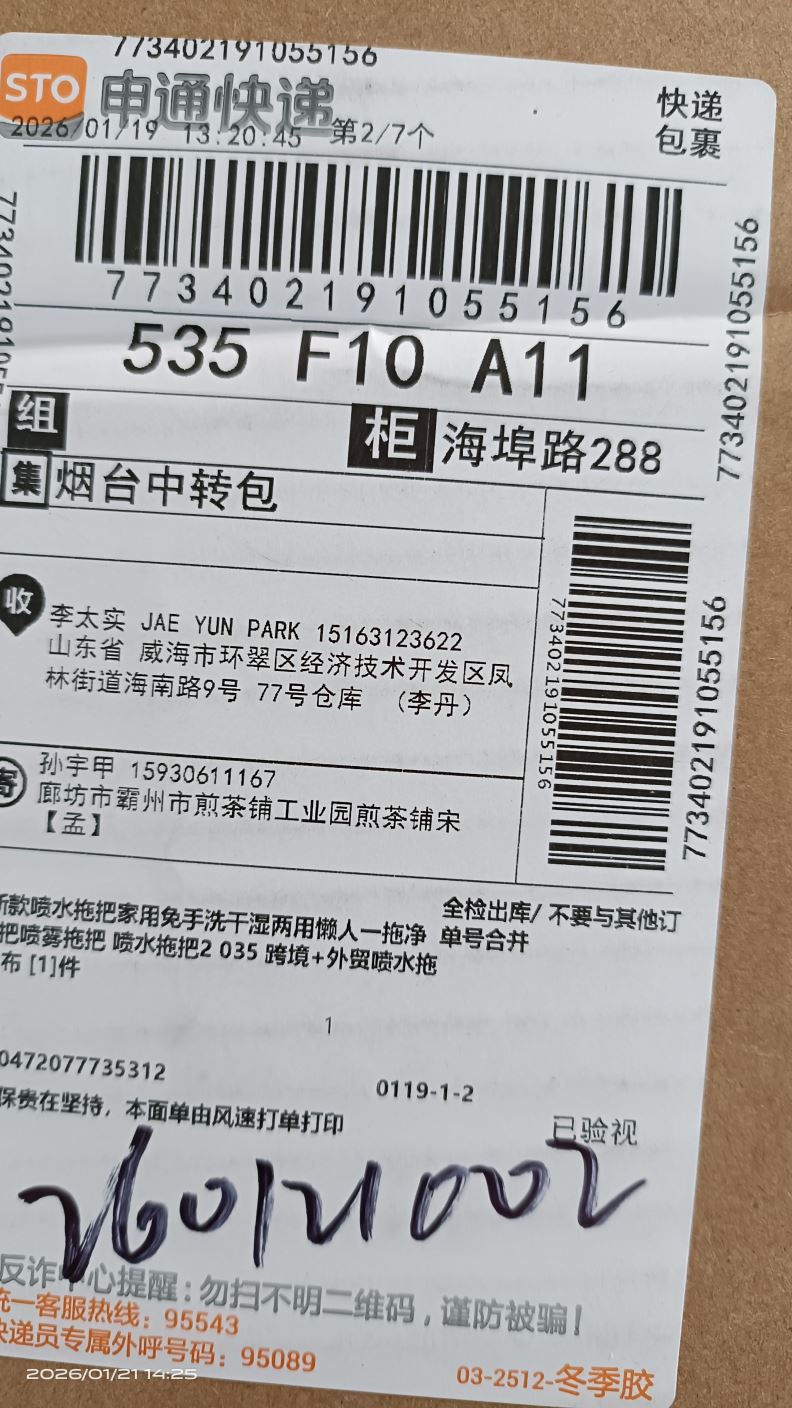 773402191055156
STO 申通快递
快递
包裹
2026/01/19 13:20:45 第2/7个
773402191055156
773402191055156
535 F10 A11
组
柜 海埠路288
集 烟台中转包
收
李太实 JAE YUN PARK 15163123622
山东省 威海市环翠区经济技术开发区凤
林街道海南路9号 77号仓库 （李丹）
773402191055156
773402191055156
寄
孙宇甲 15930611167
廊坊市霸州市煎茶铺工业园煎茶铺宋
【孟】
新款喷水拖把家用免手洗干湿两用懒人一拖净
把喷雾拖把 喷水拖把2 035 跨境+外贸喷水拖
布 [1]件
全检出库/ 不要与其他订
单号合并
1
0472077735312
0119-1-2
保贵在坚持，本面单由风速打单打印
已验视
260121002
反诈中心提醒：勿扫不明二维码，谨防被骗！
统一客服热线：95543
快递员专属外呼号码：95089
03-2512-冬季胶
2026/01/21 14:25